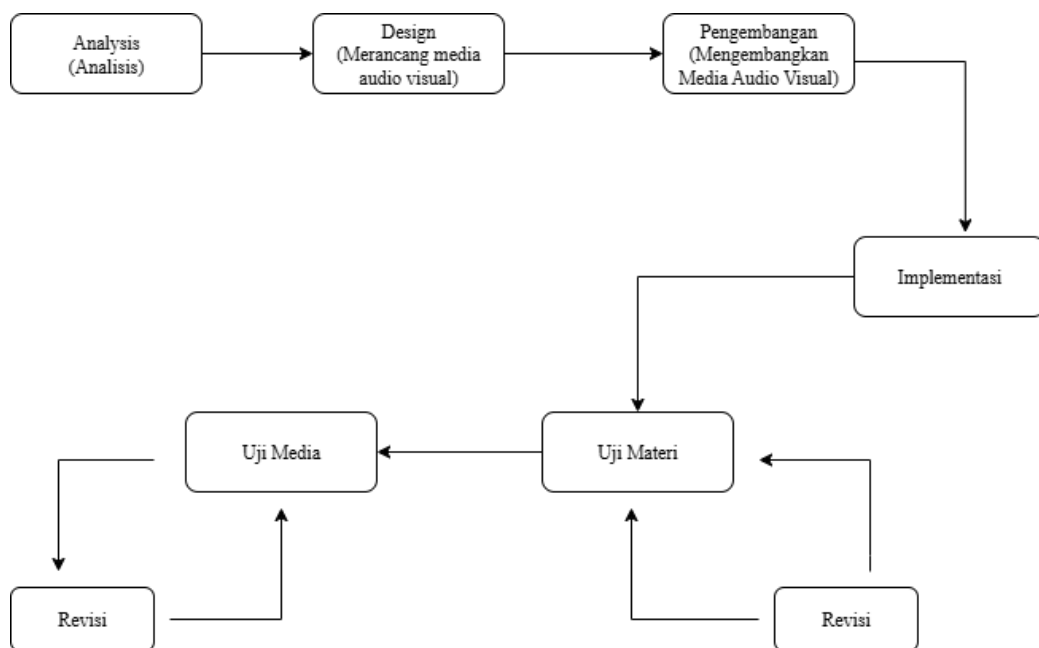 Analysis
(Analisis)
Design
(Merancang media
audio visual)
Pengembangan
(Mengembangkan
Media Audio Visual)
Implementasi
Uji Media
Uji Materi
Revisi
Revisi